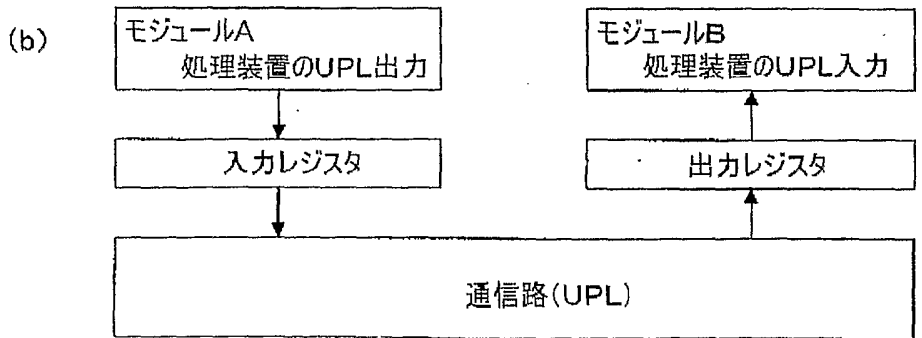 (b)
モジュールA
処理装置のUPL出力
モジュールB
処理装置のUPL入力
入力レジスタ
出力レジスタ
通信路(UPL)